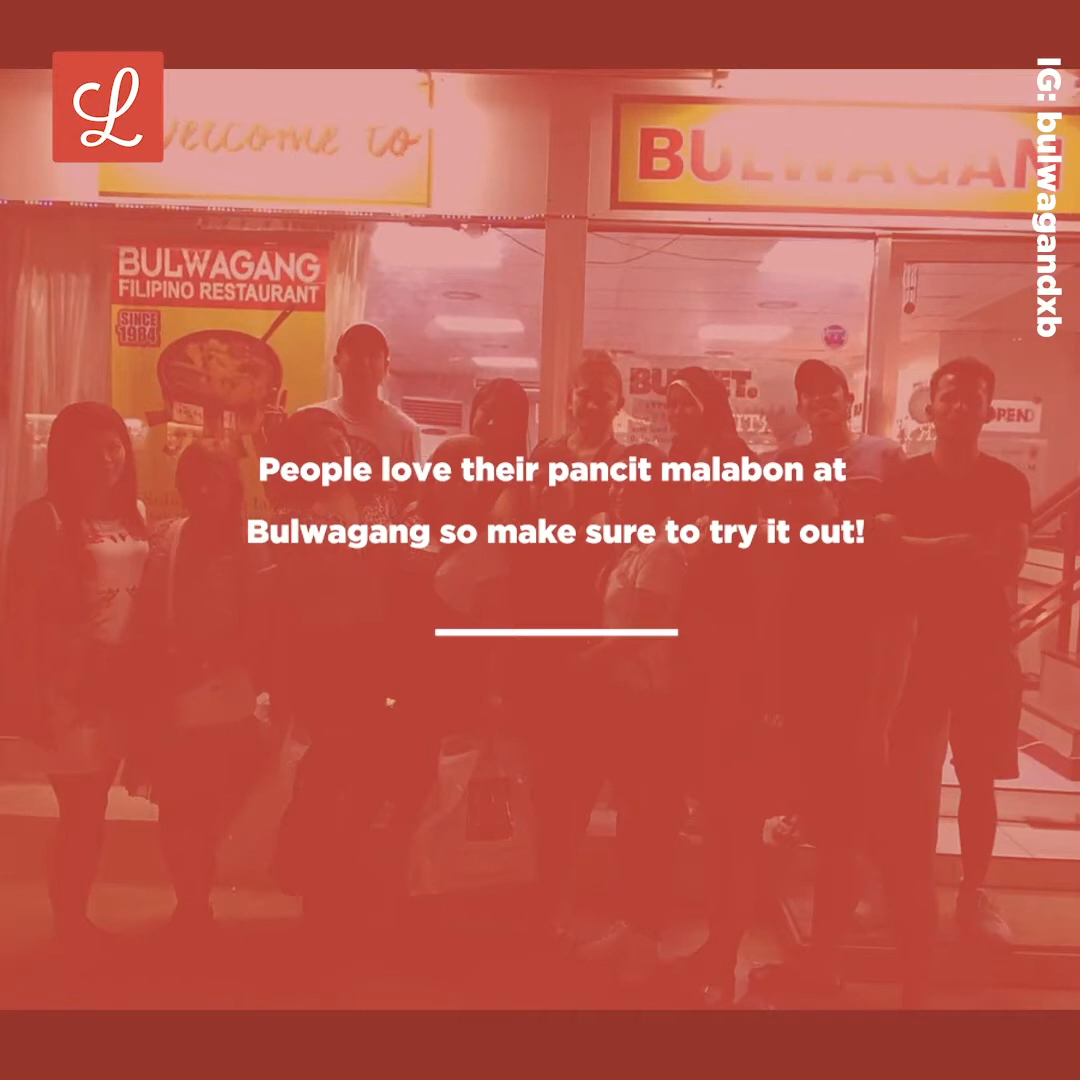 L
welcome to
BULWAGAN
IG: bulwagandxb
BULWAGANG
FILIPINO RESTAURANT
SINCE
1984
OPEN
People love their pancit malabon at
Bulwagang so make sure to try it out!